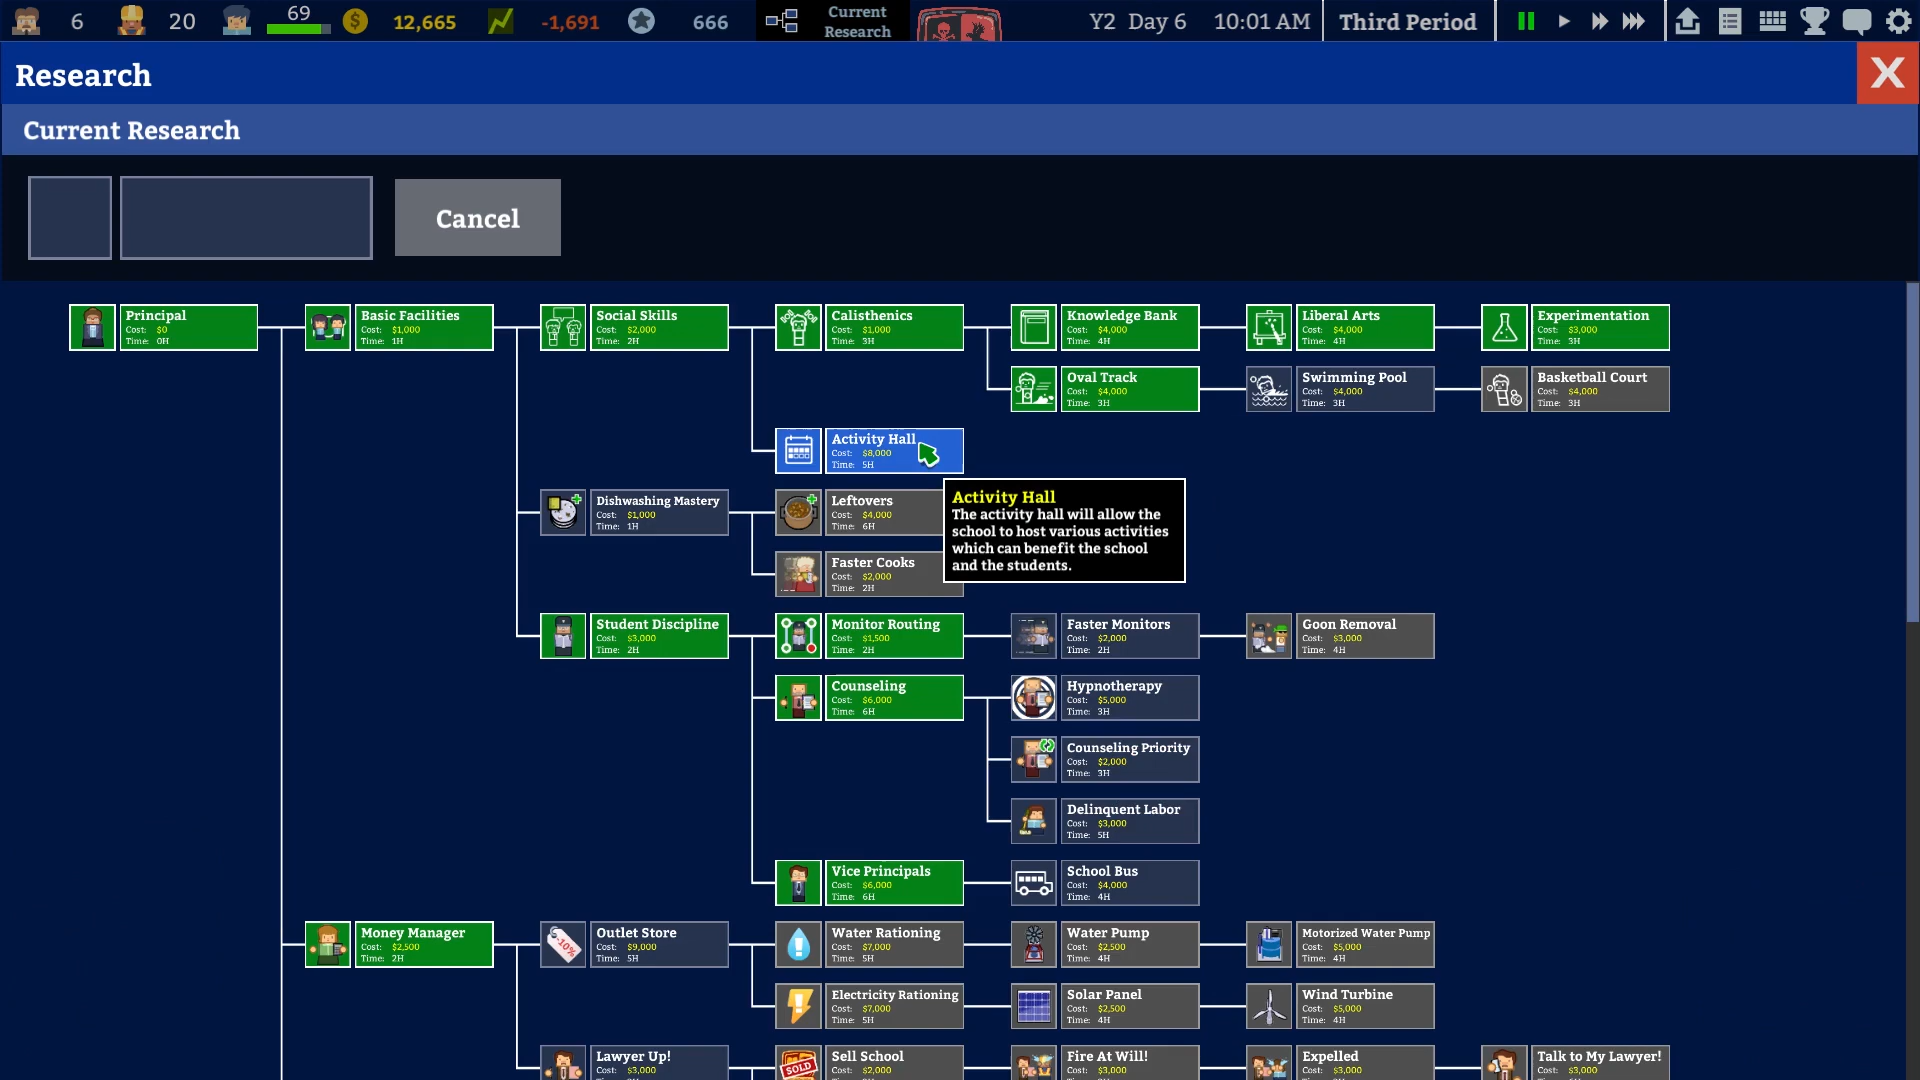 6 20 69 12,665 -1,691 666 Current Research Y2 Day 6 10:01 AM Third Period
Research
X
Current Research
Cancel
Principal
Cost: $0
Time: 0H
Basic Facilities
Cost: $1,000
Time: 1H
Social Skills
Cost: $2,000
Time: 2H
Calisthenics
Cost: $1,000
Time: 3H
Knowledge Bank
Cost: $4,000
Time: 4H
Liberal Arts
Cost: $4,000
Time: 4H
Experimentation
Cost: $3,000
Time: 3H
Oval Track
Cost: $4,000
Time: 3H
Swimming Pool
Cost: $4,000
Time: 3H
Basketball Court
Cost: $4,000
Time: 3H
Activity Hall
Cost: $8,000
Time: 5H
Activity Hall
The activity hall will allow the
school to host various activities
which can benefit the school
and the students.
Dishwashing Mastery
Cost: $1,000
Time: 1H
Leftovers
Cost: $4,000
Time: 6H
Faster Cooks
Cost: $2,000
Time: 2H
Student Discipline
Cost: $3,000
Time: 2H
Monitor Routing
Cost: $1,500
Time: 2H
Faster Monitors
Cost: $2,000
Time: 2H
Goon Removal
Cost: $3,000
Time: 4H
Counseling
Cost: $6,000
Time: 6H
Hypnotherapy
Cost: $5,000
Time: 3H
Counseling Priority
Cost: $2,000
Time: 3H
Delinquent Labor
Cost: $3,000
Time: 5H
Vice Principals
Cost: $6,000
Time: 6H
School Bus
Cost: $4,000
Time: 4H
Money Manager
Cost: $2,500
Time: 2H
-10%
Outlet Store
Cost: $9,000
Time: 5H
Water Rationing
Cost: $7,000
Time: 5H
Water Pump
Cost: $2,500
Time: 4H
Motorized Water Pump
Cost: $5,000
Time: 4H
Electricity Rationing
Cost: $7,000
Time: 5H
Solar Panel
Cost: $2,500
Time: 4H
Wind Turbine
Cost: $5,000
Time: 4H
Lawyer Up!
Cost: $3,000
SOLD
Sell School
Cost: $2,000
Fire At Will!
Cost: $3,000
Expelled
Cost: $3,000
Talk to My Lawyer!
Cost: $3,000